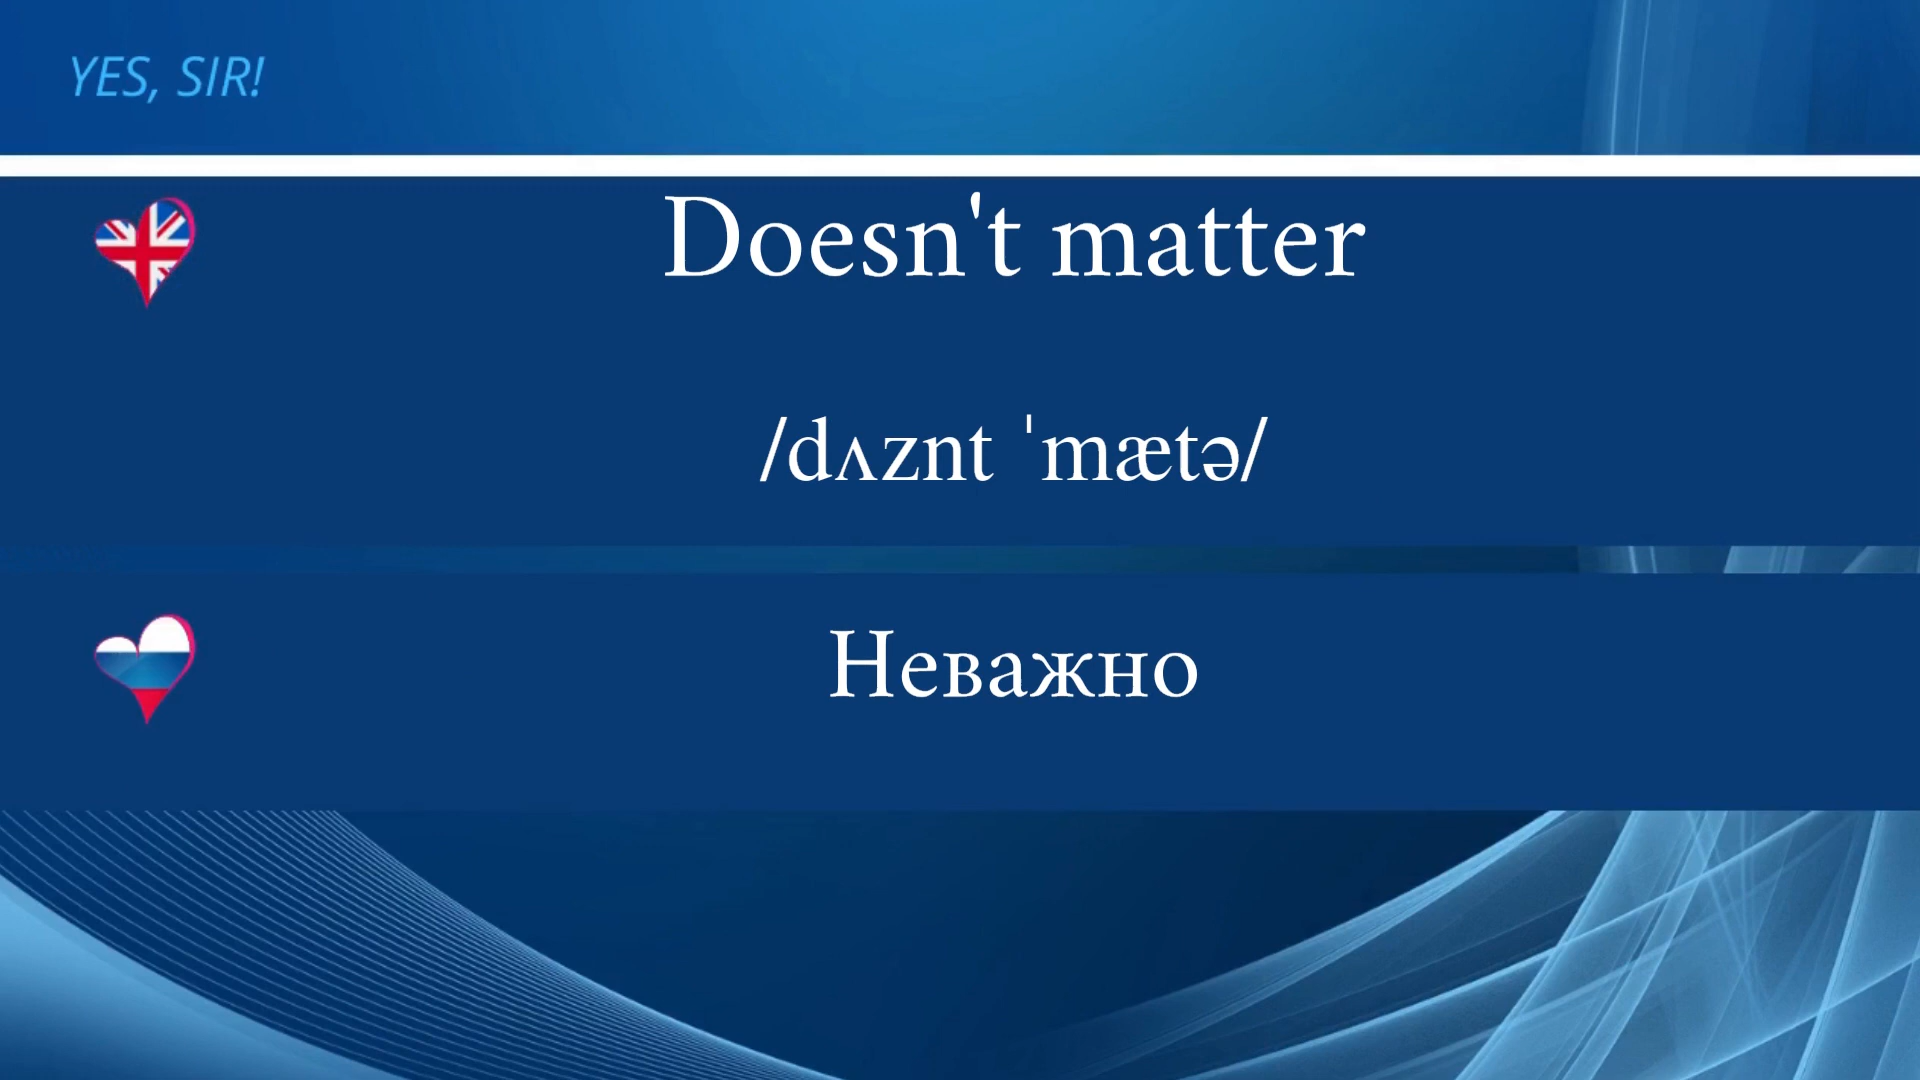 YES, SIR!
Doesn't matter
/dʌznt ˈmætə/
Неважно